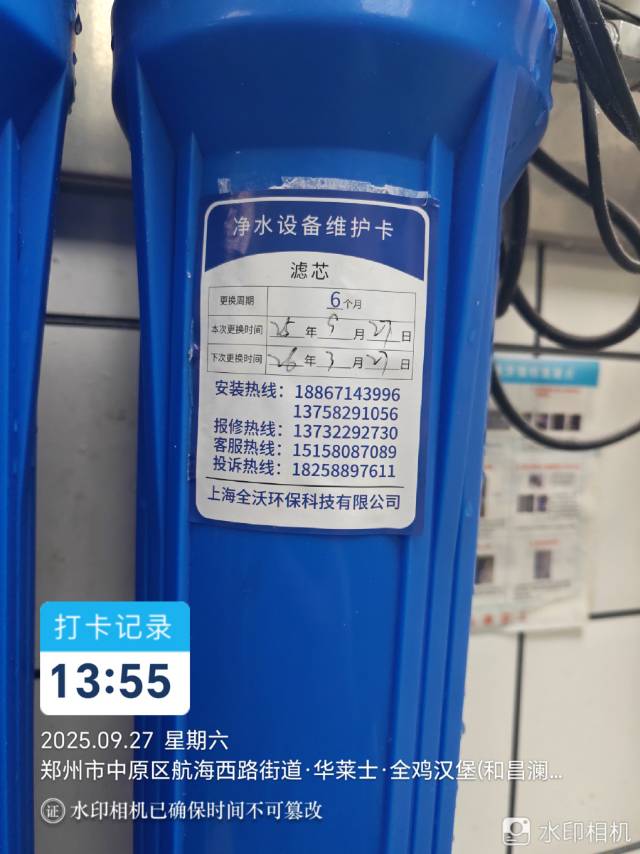 净水设备维护卡
滤芯
更换周期 6个月
本次更换时间 25年9月27日
下次更换时间 26年3月27日
安装热线：18867143996
13758291056
报修热线：13732292730
客服热线：15158087089
投诉热线：18258897611
上海全沃环保科技有限公司
打卡记录
13:55
2025.09.27 星期六
郑州市中原区航海西路街道·华莱士·全鸡汉堡(和昌澜...
证 水印相机已确保时间不可篡改
水印相机